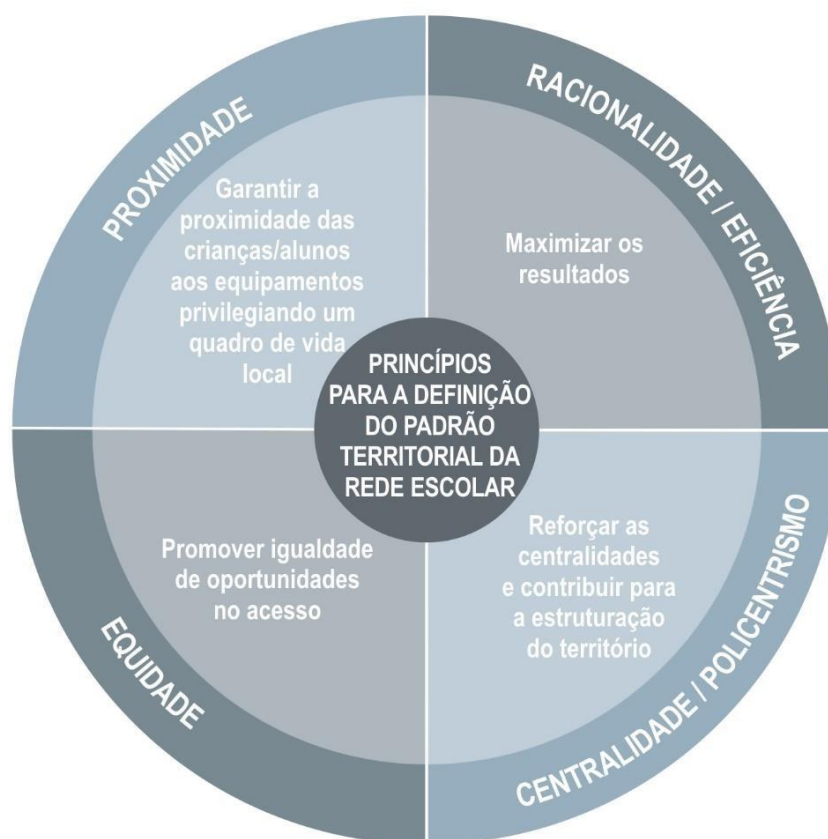 PROXIMIDADE
Garantir a
proximidade das
crianças/alunos
aos equipamentos
privilegiando um
quadro de vida
local
RACIONALIDADE / EFICIÊNCIA
Maximizar os
resultados
PRINCÍPIOS
PARA A DEFINIÇÃO
DO PADRÃO
TERRITORIAL DA
REDE ESCOLAR
EQUIDADE
Promover igualdade
de oportunidades
no acesso
CENTRALIDADE / POLICENTRISMO
Reforçar as
centralidades
e contribuir para
a estruturação
do território